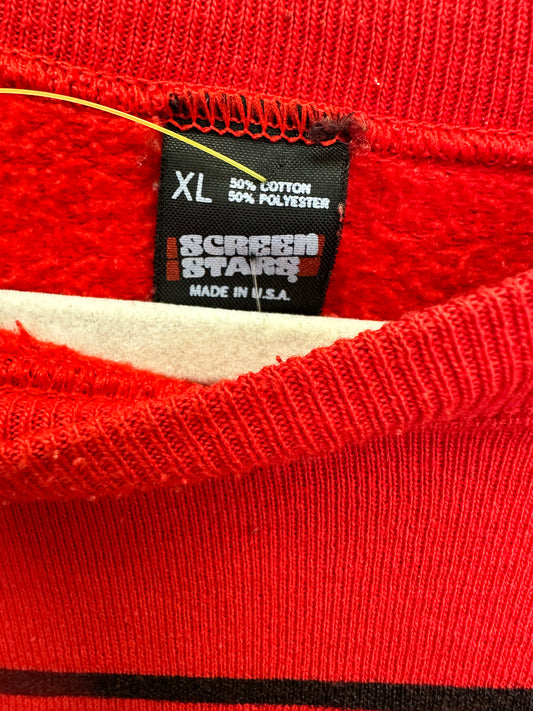 XL
50% COTTON
50% POLYESTER
SCREEN
STARS
MADE IN U.S.A.